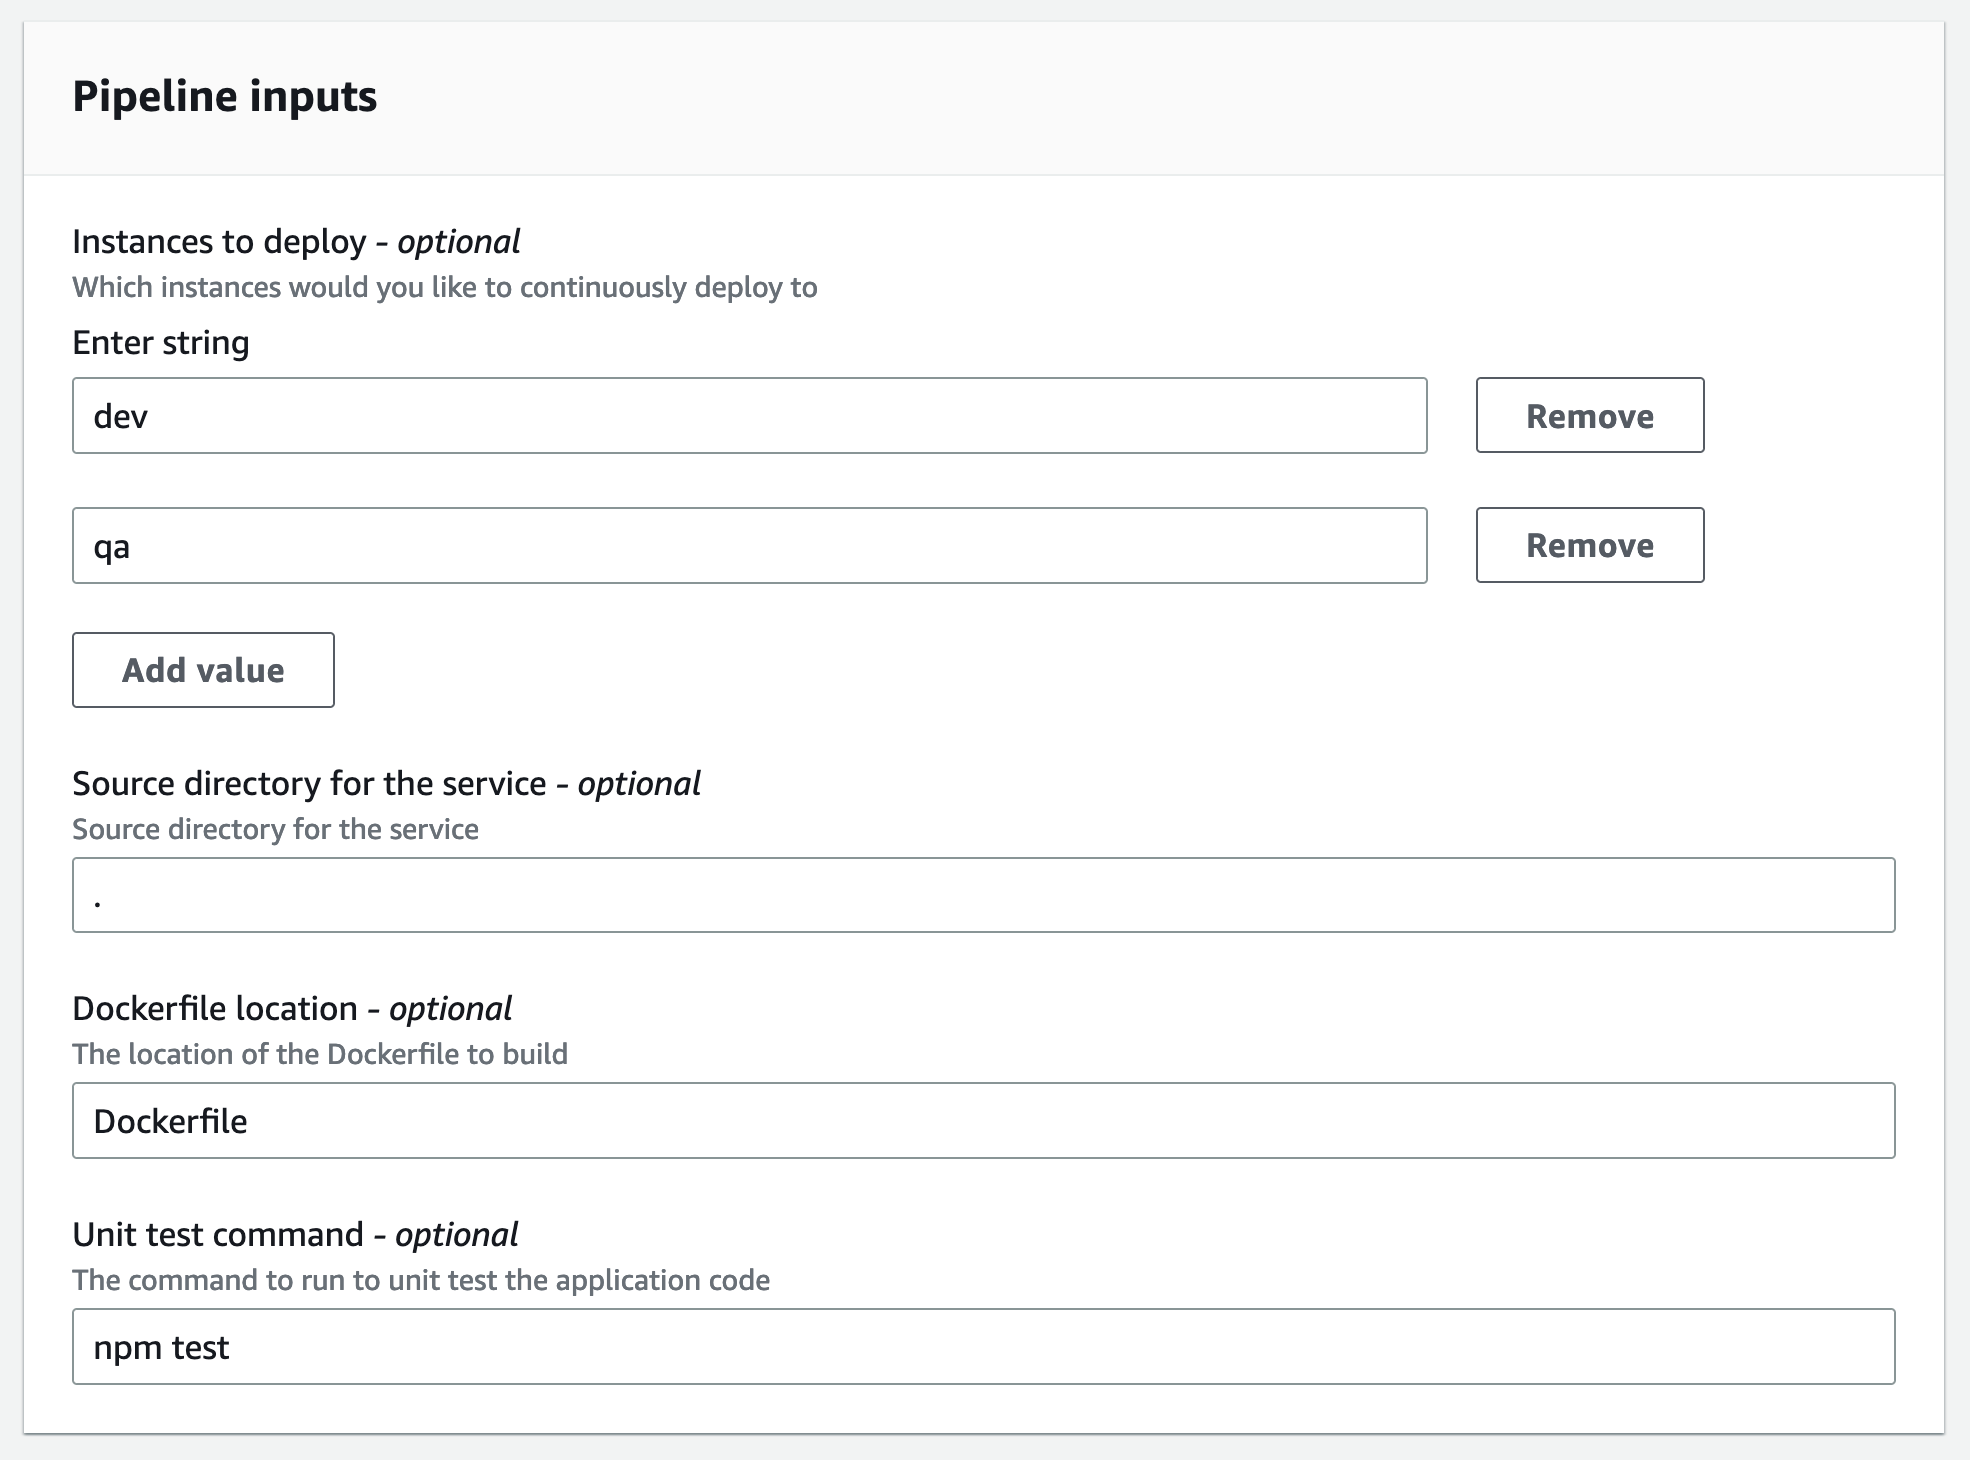 Pipeline inputs
Instances to deploy - optional
Which instances would you like to continuously deploy to
Enter string
dev
Remove
qa
Remove
Add value
Source directory for the service - optional
Source directory for the service
.
Dockerfile location - optional
The location of the Dockerfile to build
Dockerfile
Unit test command - optional
The command to run to unit test the application code
npm test